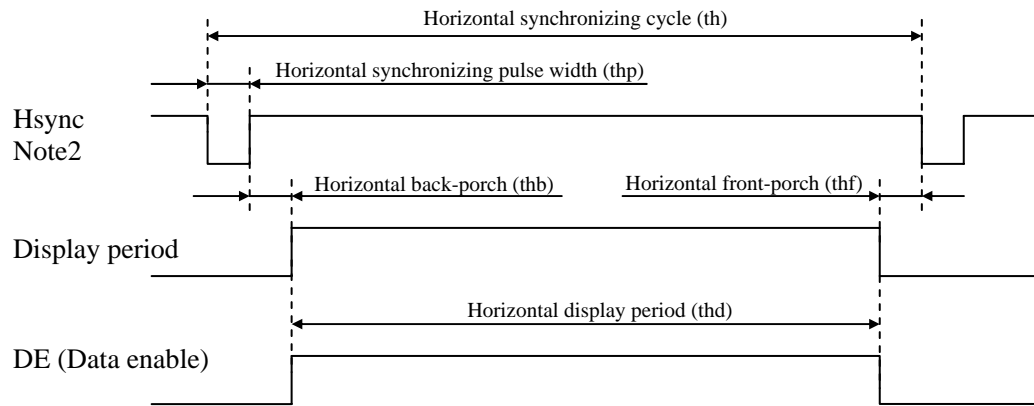 Horizontal synchronizing cycle (th)
Horizontal synchronizing pulse width (thp)
Hsync
Note2
Horizontal back-porch (thb)
Horizontal front-porch (thf)
Display period
Horizontal display period (thd)
DE (Data enable)